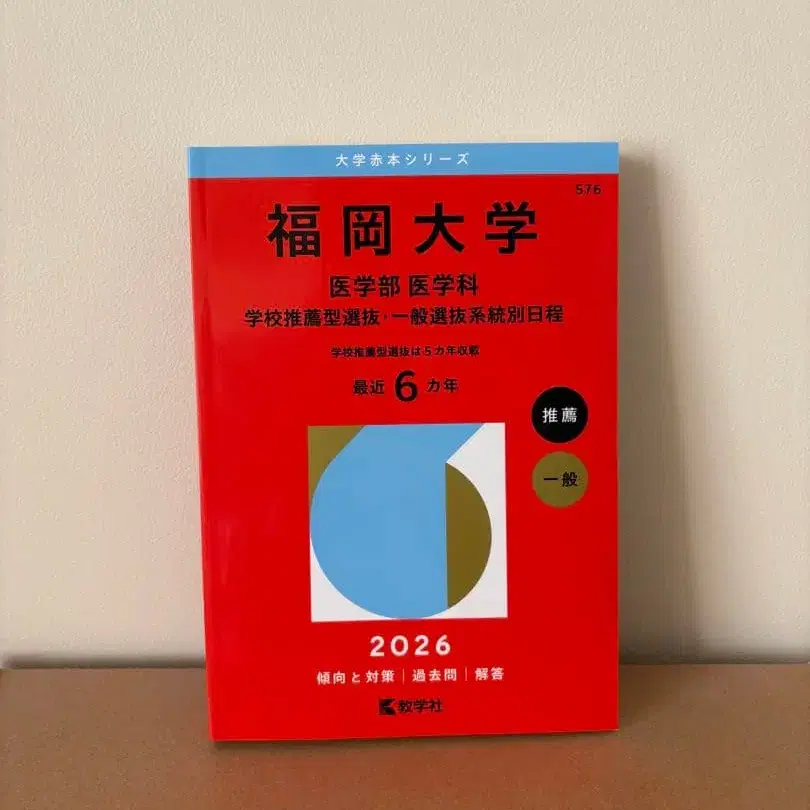 大学赤本シリーズ
576
福岡大学
医学部 医学科
学校推薦型選抜・一般選抜系統別日程
学校推薦型選抜は5カ年収載
最近6カ年
推薦
一般
2026
傾向と対策|過去問|解答
教学社